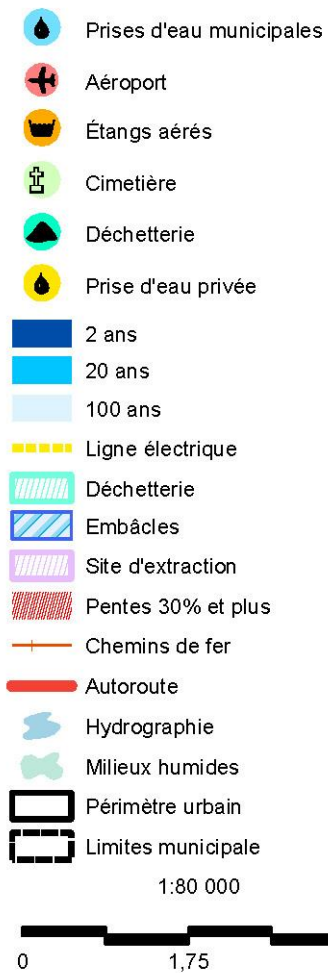 Prises d'eau municipales
Aéroport
Étangs aérés
Cimetière
Déchetterie
Prise d'eau privée
2 ans
20 ans
100 ans
Ligne électrique
Déchetterie
Embâcles
Site d'extraction
Pentes 30% et plus
Chemins de fer
Autoroute
Hydrographie
Milieux humides
Périmètre urbain
Limites municipale
1:80 000
0 1,75